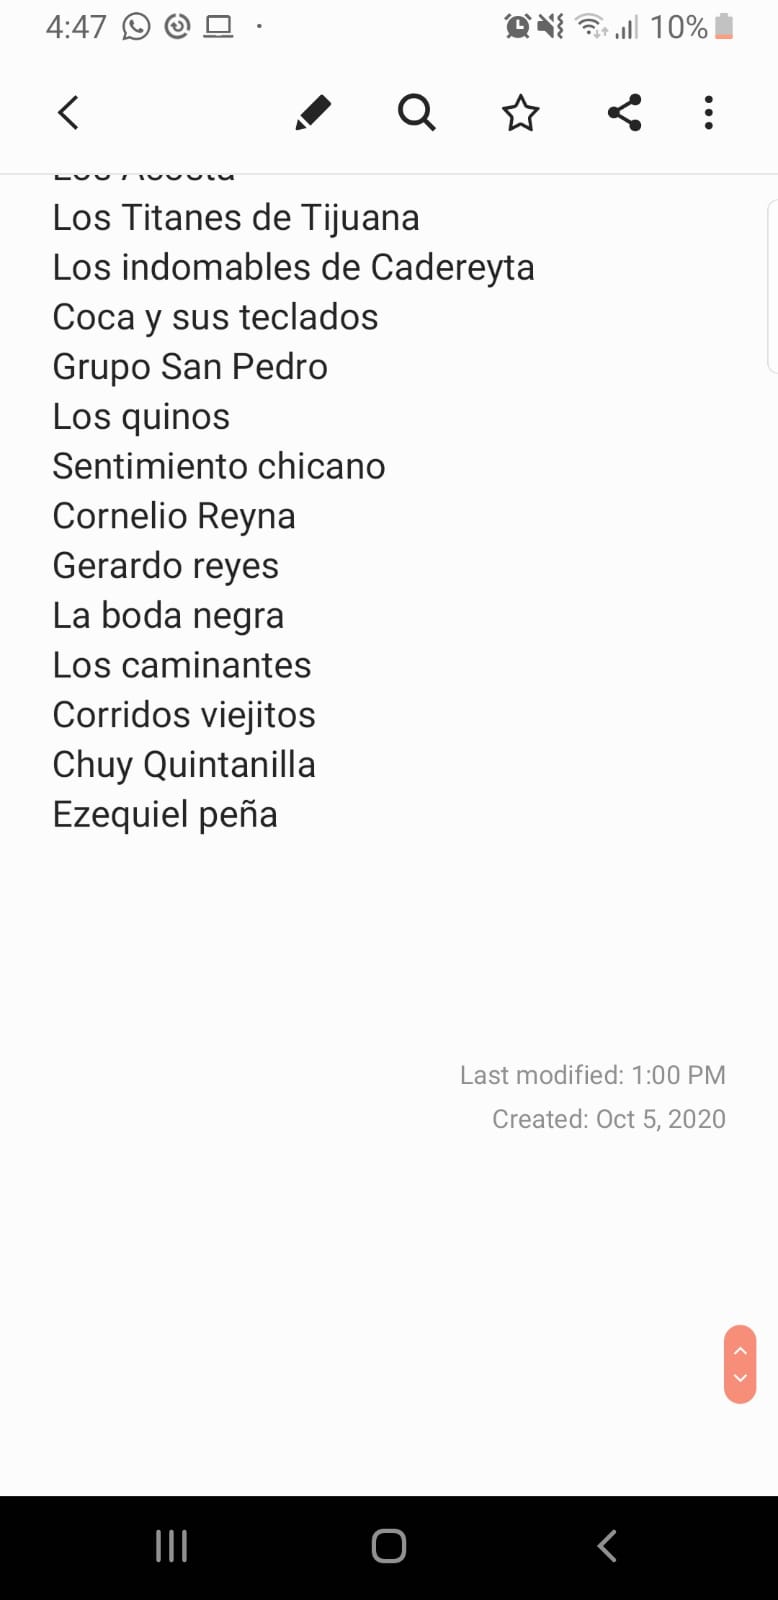 4:47
10%
Los Acosta
Los Titanes de Tijuana
Los indomables de Cadereyta
Coca y sus teclados
Grupo San Pedro
Los quinos
Sentimiento chicano
Cornelio Reyna
Gerardo reyes
La boda negra
Los caminantes
Corridos viejitos
Chuy Quintanilla
Ezequiel peña
Last modified: 1:00 PM
Created: Oct 5, 2020